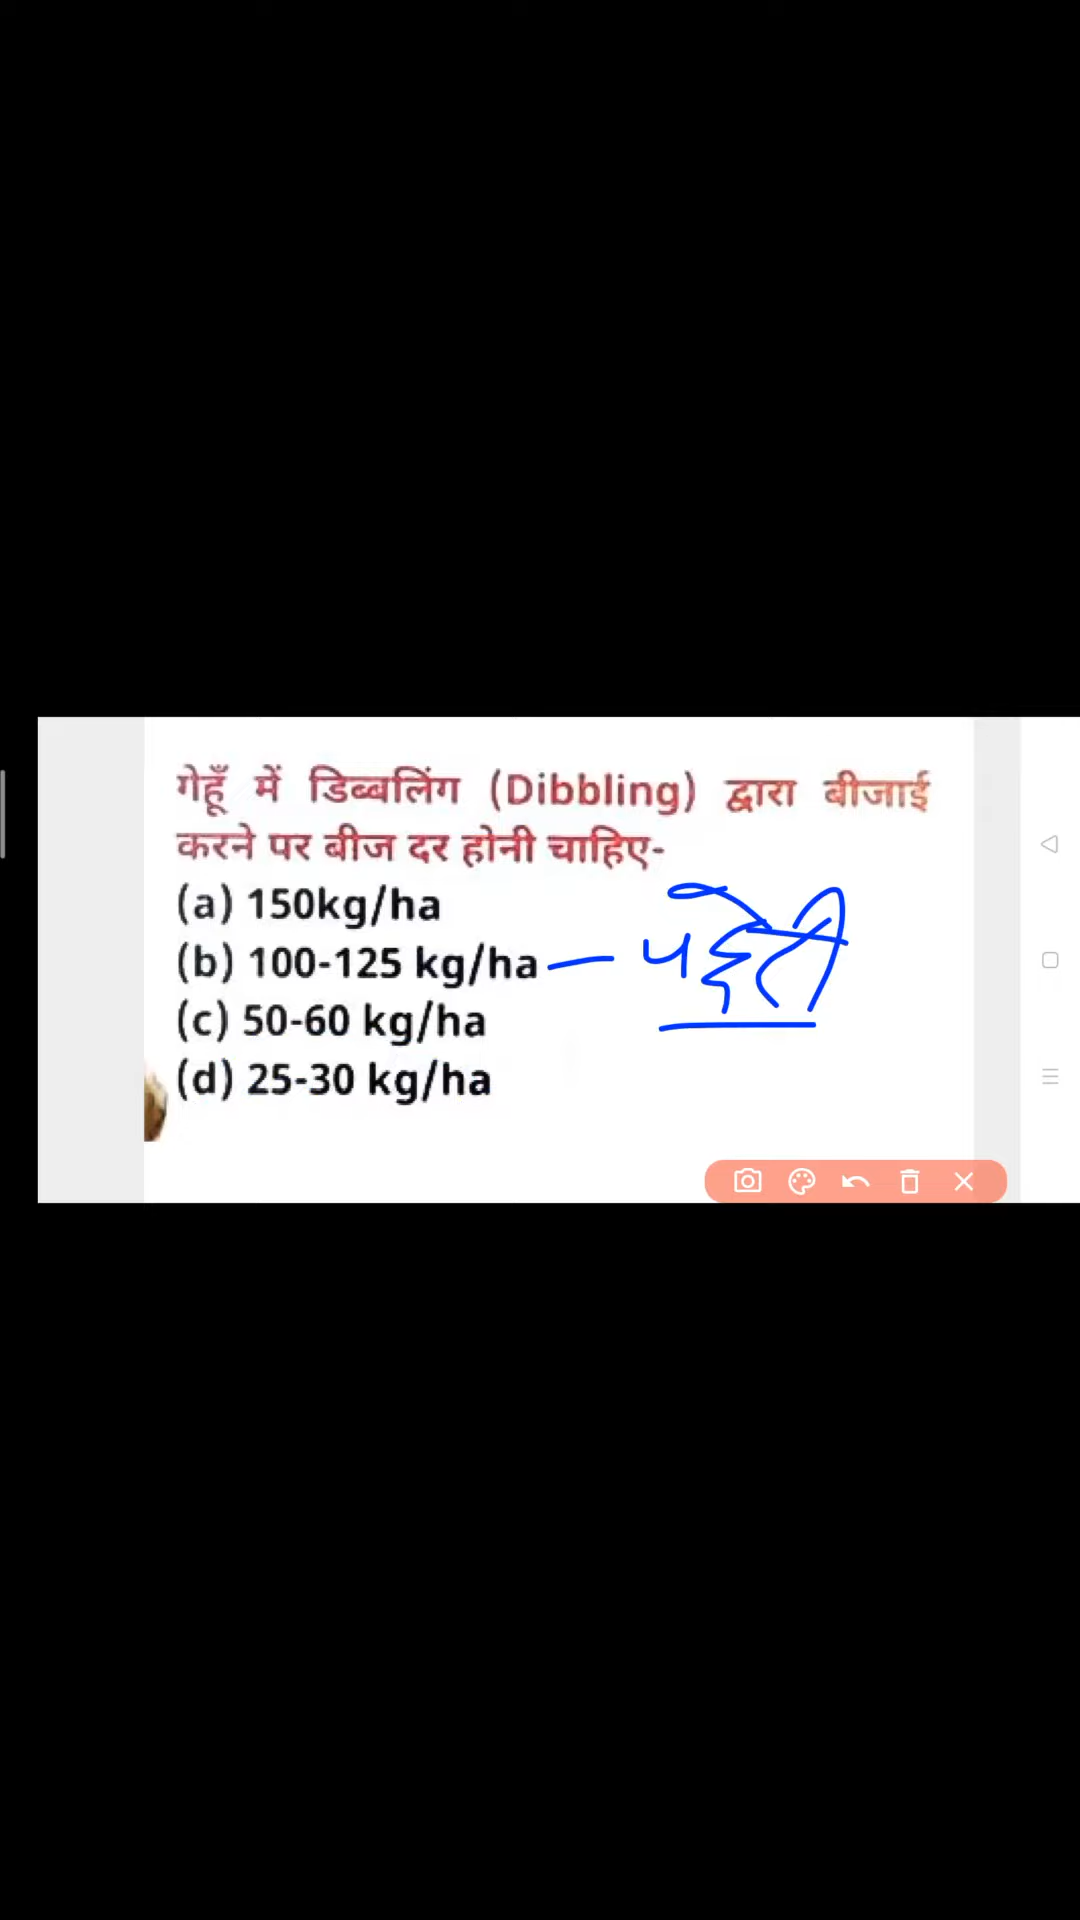 गेहूँ में डिब्बलिंग (Dibbling) द्वारा बीजाई
करने पर बीज दर होनी चाहिए-
(a) 150kg/ha
(b) 100-125 kg/ha
(c) 50-60 kg/ha
(d) 25-30 kg/ha